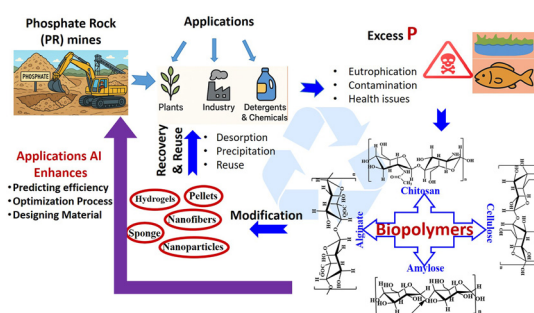 Phosphate Rock
(PR) mines
PHOSPHATE
Applications
Plants
Industry
Detergents
& Chemicals
Excess P
• Eutrophication
• Contamination
• Health issues
Recovery
& Reuse
• Desorption
• Precipitation
• Reuse
Applications AI
Enhances
•Predicting efficiency
•Optimization Process
•Designing Material
Hydrogels
Pellets
Nanofibers
Sponge
Nanoparticles
Modification
Chitosan
Alginate
Biopolymers
Cellulose
Amylose